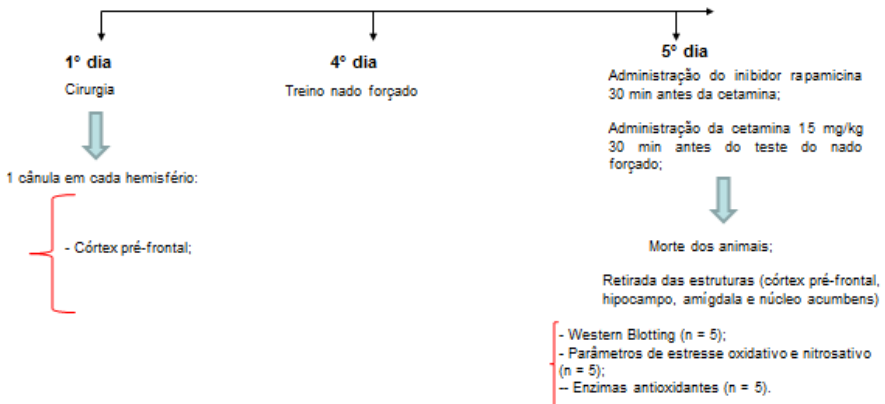 1° dia
Cirurgia
1 cânula em cada hemisfério:
- Córtex pré-frontal;
4° dia
Treino nado forçado
5° dia
Administração do inibidor rapamicina
30 min antes da cetamina;
Administração da cetamina 15 mg/kg
30 min antes do teste do nado
forçado;
Morte dos animais;
Retirada das estruturas (córtex pré-frontal,
hipocampo, amígdala e núcleo acumbens)
- Western Blotting (n = 5);
- Parâmetros de estresse oxidativo e nitrosativo
(n = 5);
-- Enzimas antioxidantes (n = 5).